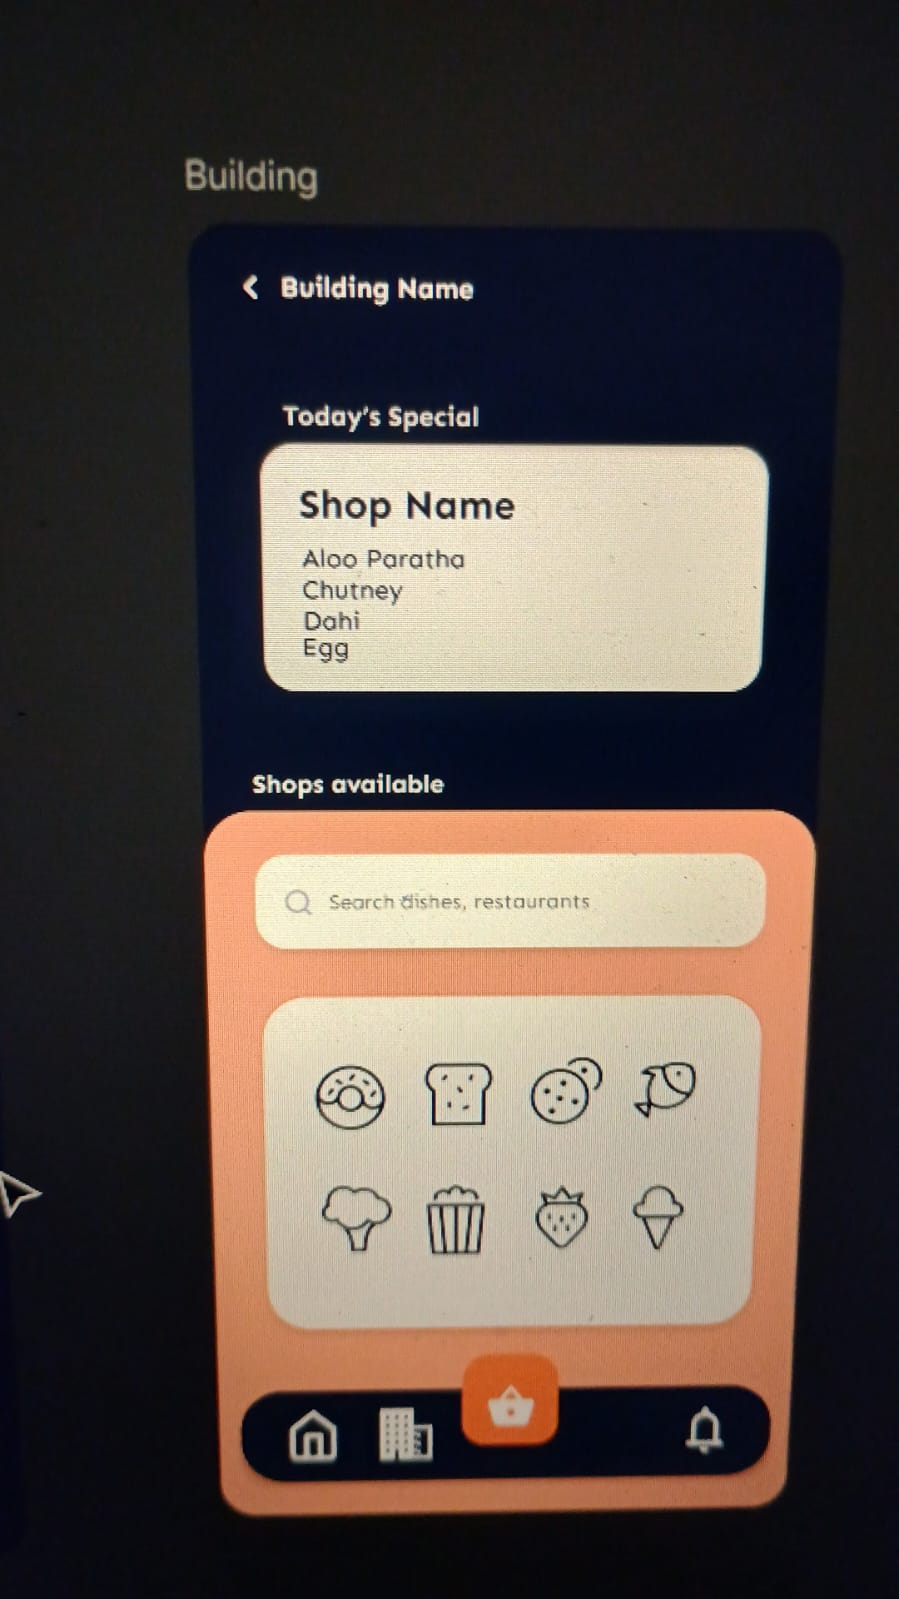 Building
Building Name
Today's Special
Shop Name
Aloo Paratha
Chutney
Dahi
Egg
Shops available
Search dishes, restaurants